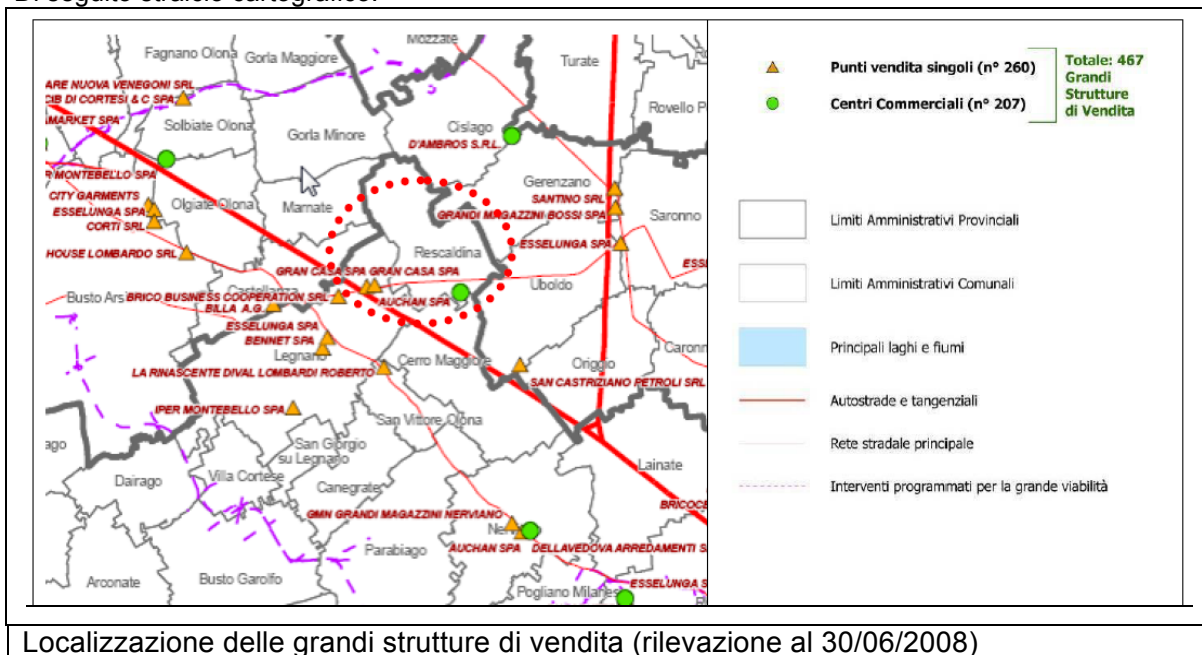 Di seguito stralcio cartografico:
Fagnano Olona
Gorla Maggiore
Mozzate
Turate
ARE NUOVA VENEGONI SRL
CIB DI CORTESI & C SPA
AMARKET SPA
Solbiate Olona
Gorla Minore
Cislago
D'AMBROS S.R.L.
Rovello P
R MONTEBELLO SPA
CITY GARMENTS
ESSELUNGA SPA
CORTI SRL
Olgiate Olona
Marnate
Gerenzano
SANTINO SRL
GRANDI MAGAZZINI BOSSI SPA
Saronno
ESSELUNGA SPA
HOUSE LOMBARDO SRL
Rescaldina
GRAN CASA SPA GRAN CASA SPA
ESSE
Uboldo
Busto Ars
Castellanza
BRICO BUSINESS COOPERATION SRL
BILLA A.G.
AUCHAN SPA
ESSELUNGA SPA
BENNET SPA
Legnano
Cerro Maggiore
Origgio
Caronn
LA RINASCENTE DIVAL LOMBARDI ROBERTO
SAN CASTRIZIANO PETROLI SRL
IPER MONTEBELLO SPA
San Vittore Olona
ago
San Giorgio
su Legnano
Lainate
Dairago
Villa Cortese
Canegrate
GMN GRANDI MAGAZZINI NERVIANO
BRICOCE
AUCHAN SPA
DELLAVEDOVA ARREDAMENTI S
Parabiago
Arconate
Busto Garolfo
ESSELUNGA S
Pogliano Milanes
Punti vendita singoli (n° 260)
Centri Commerciali (n° 207)
Totale: 467
Grandi
Strutture
di Vendita
Limiti Amministrativi Provinciali
Limiti Amministrativi Comunali
Principali laghi e fiumi
Autostrade e tangenziali
Rete stradale principale
Interventi programmati per la grande viabilità
Localizzazione delle grandi strutture di vendita (rilevazione al 30/06/2008)